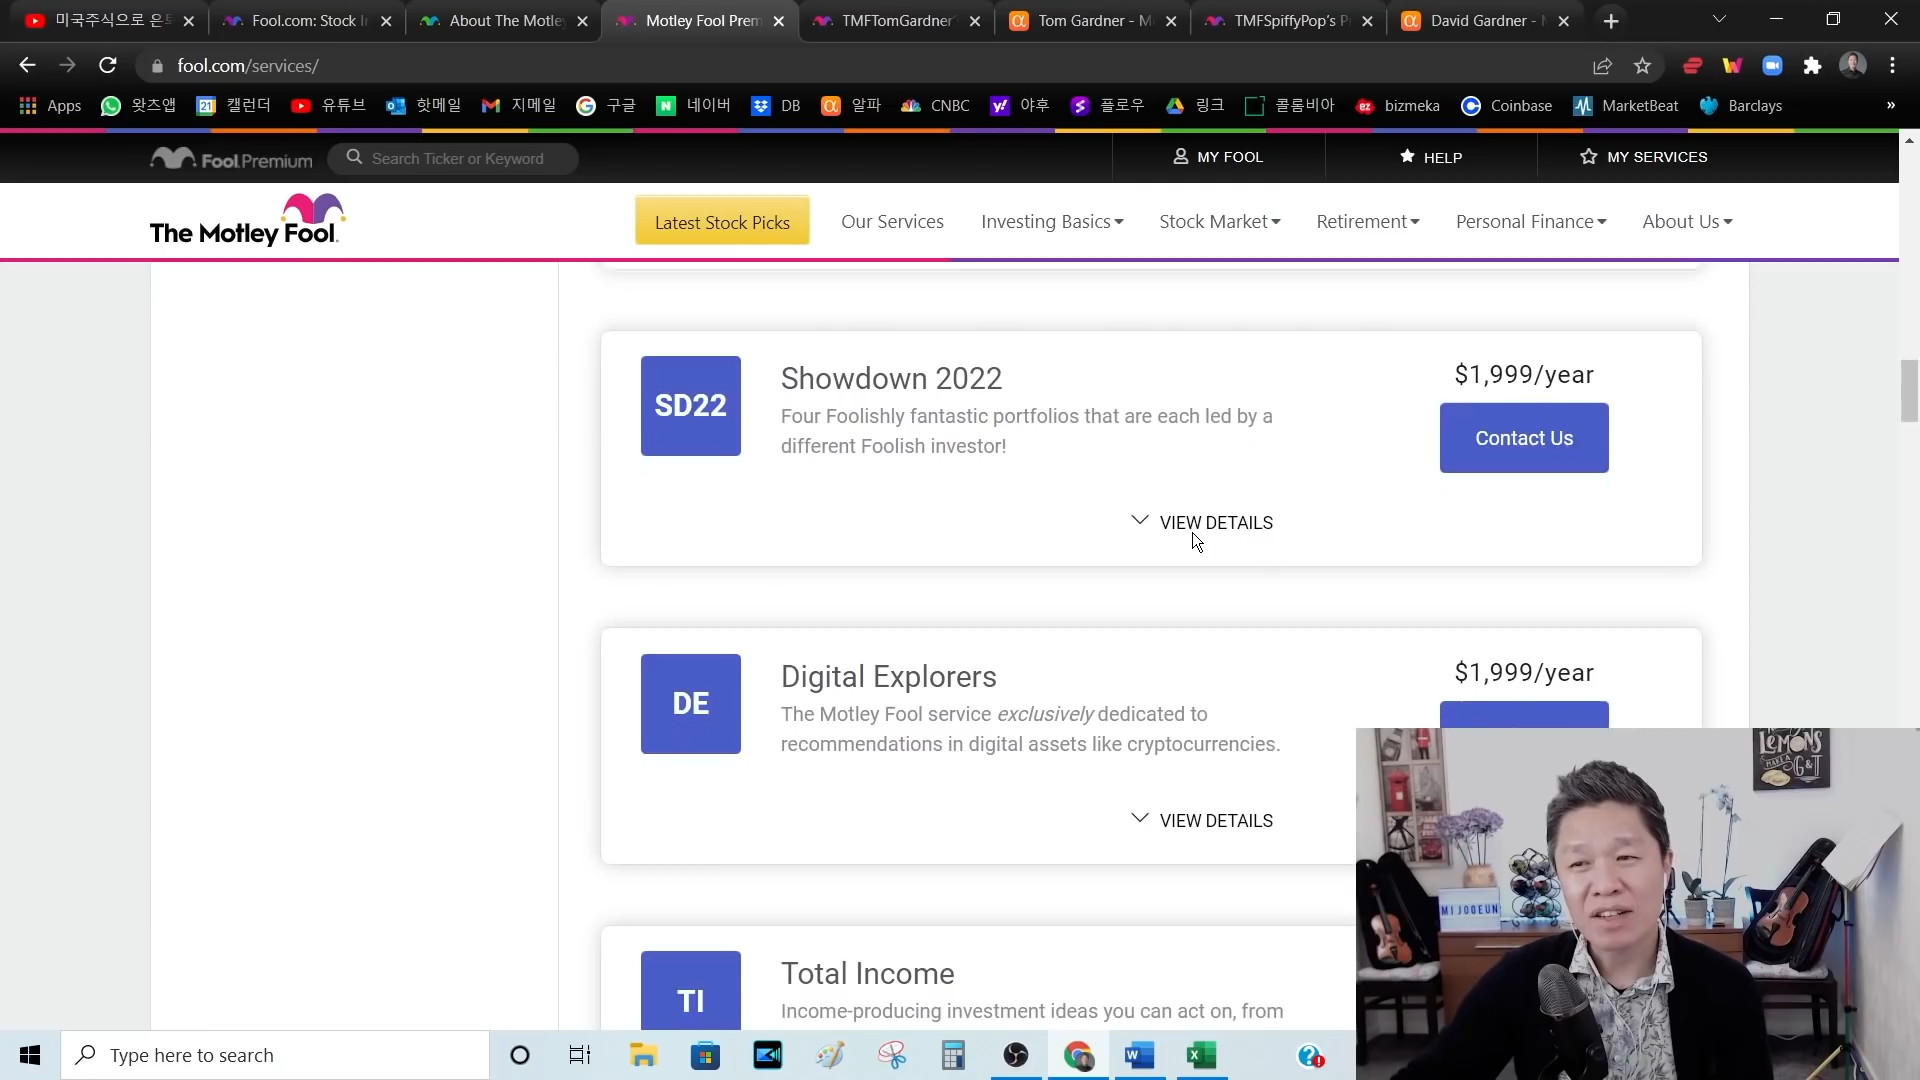 미국주식으로 은
Fool.com: Stock I
About The Motley
Motley Fool Prem
TMFTomGardner'
Tom Gardner - M
TMFSpiffyPop's P
David Gardner -
fool.com/services/
Apps
왓츠앱
21
캘린더
유튜브
핫메일
지메일
구글
N 네이버
DB
알파
CNBC
야후
플로우
링크
콜롬비아
ez bizmeka
Coinbase
MarketBeat
Barclays
»
FoolPremium
Search Ticker or Keyword
MY FOOL
HELP
MY SERVICES
The Motley Fool.
Latest Stock Picks
Our Services
Investing Basics
Stock Market
Retirement
Personal Finance
About Us
SD22
Showdown 2022
Four Foolishly fantastic portfolios that are each led by a
different Foolish investor!
$1,999/year
Contact Us
VIEW DETAILS
DE
Digital Explorers
The Motley Fool service exclusively dedicated to
recommendations in digital assets like cryptocurrencies.
$1,999/year
VIEW DETAILS
TI
Total Income
Income-producing investment ideas you can act on, from
LEMONS
MAKE A
G&T
MIJOOEUN
Type here to search